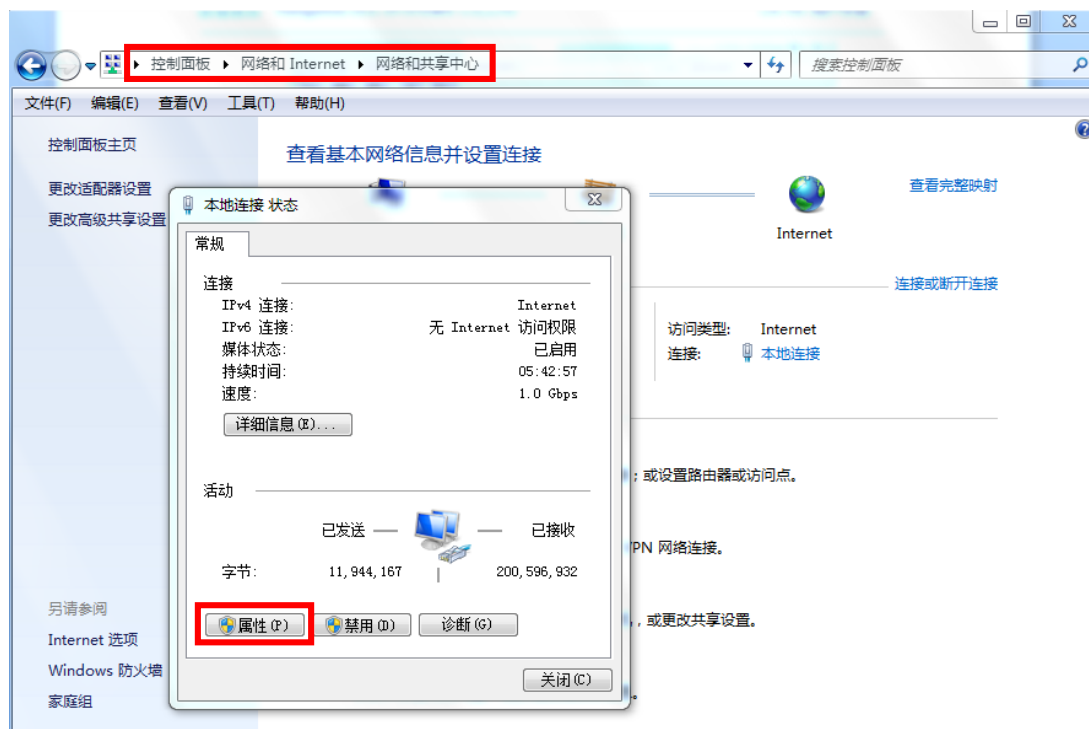 控制面板 ▸ 网络和 Internet ▸ 网络和共享中心
搜索控制面板
文件(F) 编辑(E) 查看(V) 工具(T) 帮助(H)
控制面板主页
更改适配器设置
更改高级共享设置
另请参阅
Internet 选项
Windows 防火墙
家庭组
查看基本网络信息并设置连接
查看完整映射
Internet
连接或断开连接
访问类型: Internet
连接: 本地连接
；或设置路由器或访问点。
PN 网络连接。
，或更改共享设置。
本地连接 状态
常规
连接
IPv4 连接: Internet
IPv6 连接: 无 Internet 访问权限
媒体状态: 已启用
持续时间: 05:42:57
速度: 1.0 Gbps
详细信息(E)...
活动
已发送 — — 已接收
字节: 11,944,167 | 200,596,932
属性(P) 禁用(D) 诊断(G)
关闭(C)